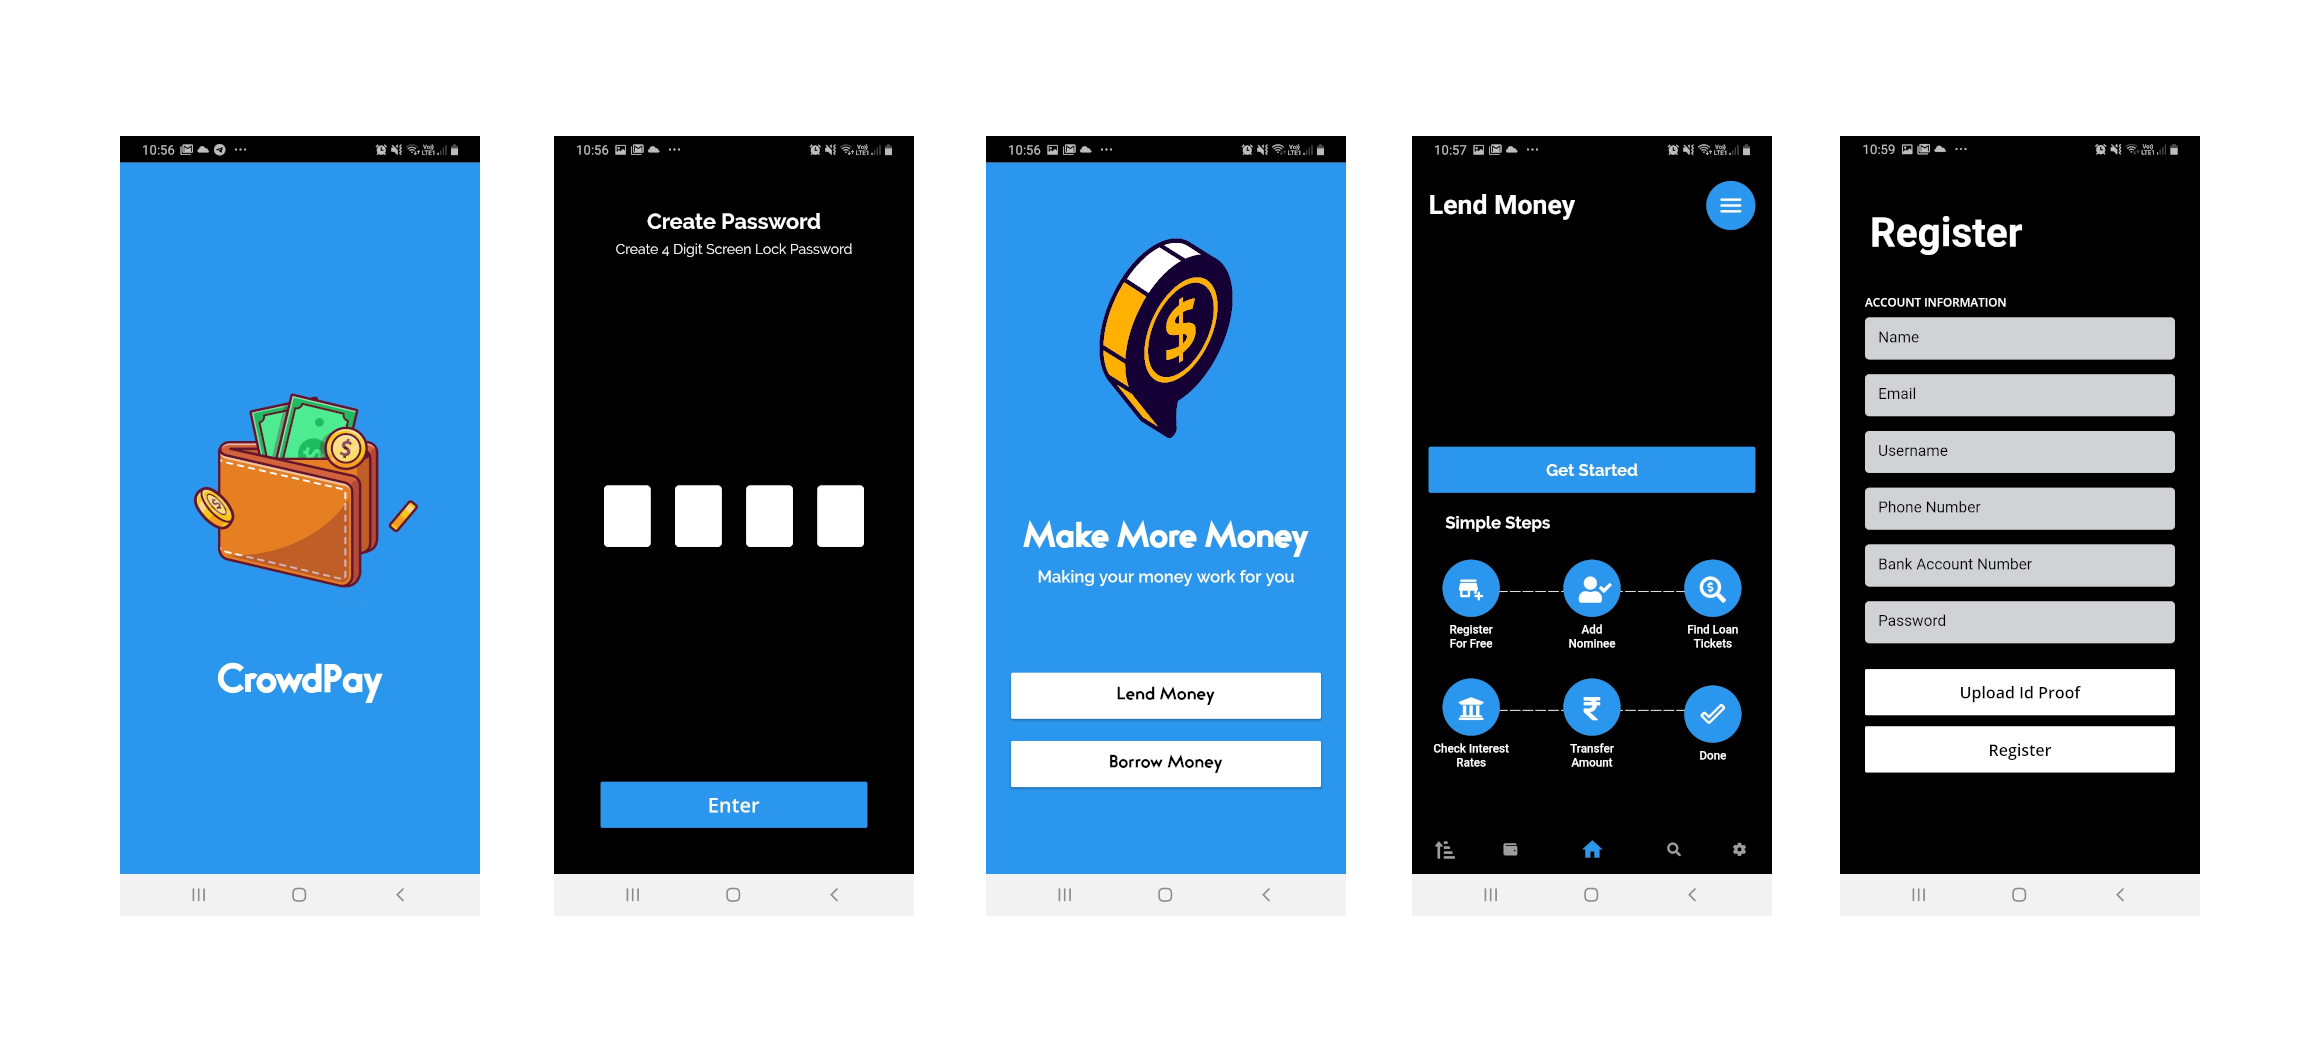 10:56
CrowdPay
10:56
Create Password
Create 4 Digit Screen Lock Password
Enter
10:56
Make More Money
Making your money work for you
Lend Money
Borrow Money
10:57
Lend Money
Get Started
Simple Steps
Register
For Free
Add
Nominee
Find Loan
Tickets
Check Interest
Rates
Transfer
Amount
Done
10:59
Register
ACCOUNT INFORMATION
Name
Email
Username
Phone Number
Bank Account Number
Password
Upload Id Proof
Register